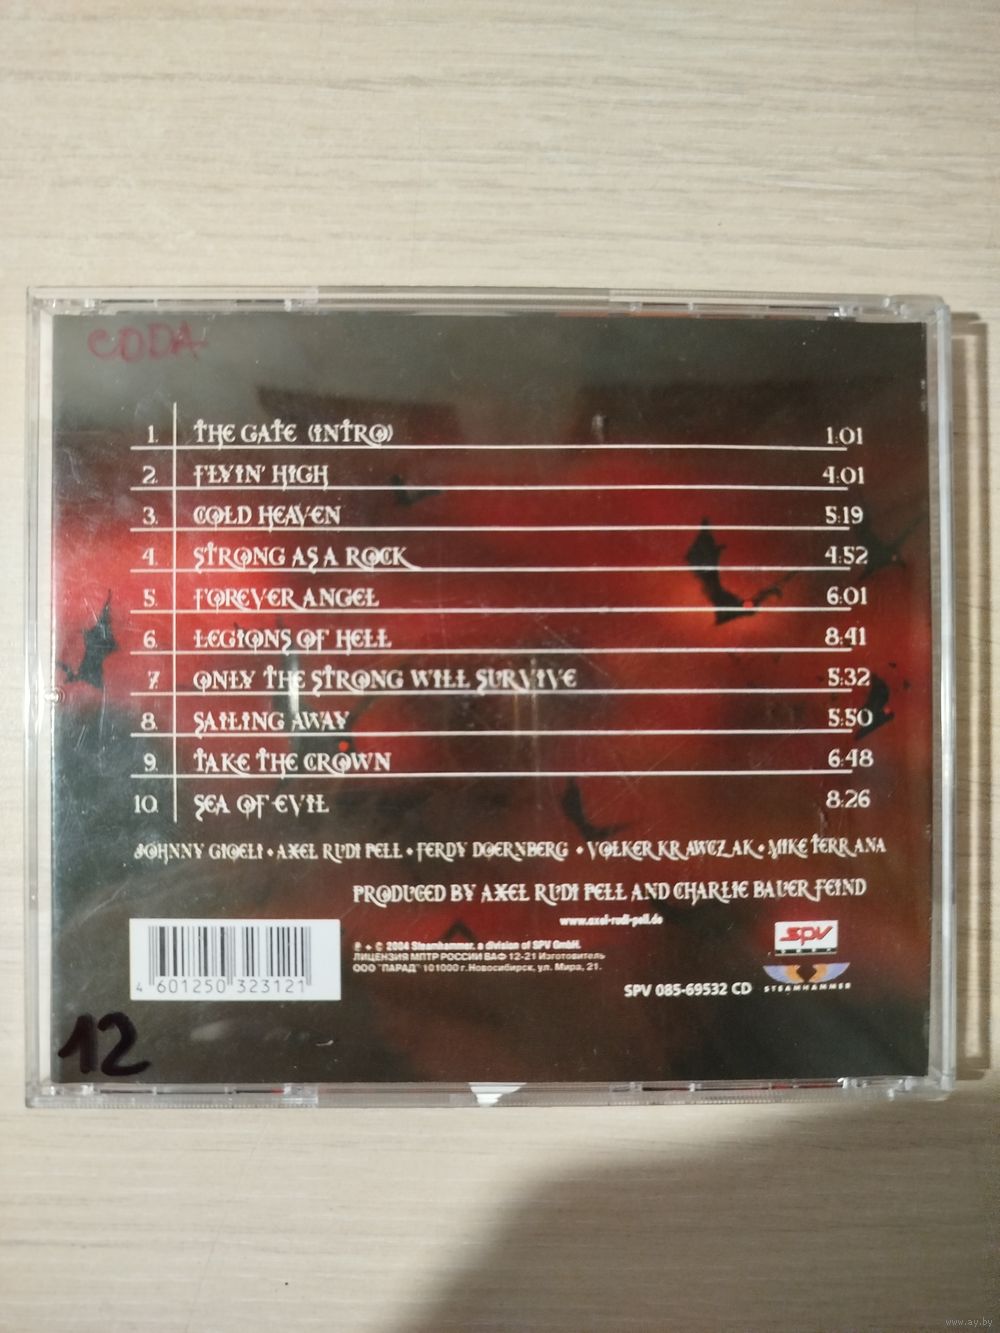 CODA
1. THE GATE (INTRO) 1:01
2. FLYIN' HIGH 4:01
3. COLD HEAVEN 5:19
4. STRONG AS A ROCK 4:52
5. FOREVER ANGEL 6:01
6. LEGIONS OF HELL 8:41
7. ONLY THE STRONG WILL SURVIVE 5:32
8. SAILING AWAY 5:50
9. TAKE THE CROWN 6:48
10. SEA OF EVIL 8:26
JOHNNY GIOELI • AXEL RUDI PELL • FERDY DOERNBERG • VOLKER KRAWCZAK • MIKE TERRANA
PRODUCED BY AXEL RUDI PELL AND CHARLIE BAUERFEIND
www.axel-rudi-pell.de
℗ + © 2004 Steamhammer. a division of SPV GmbH.
ЛИЦЕНЗИЯ МПТР РОССИИ ВАФ 12-21 Изготовитель
ООО "ПАРАД" 101000 г.Новосибирск, ул. Мира, 21.
SPV
STEAMHAMMER
SPV 085-69532 CD
4 601250 323121
12
www.ay.by